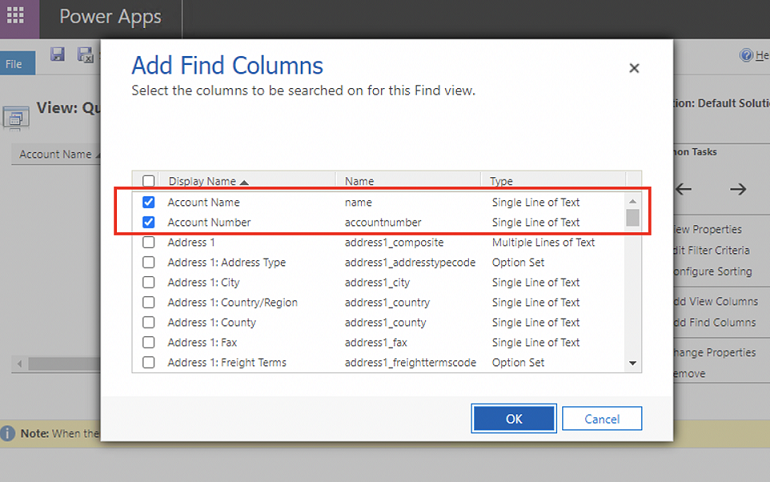 Power Apps
File
He
View: Qu
tion: Default Solutio
Account Name
mon Tasks
iew Properties
dit Filter Criteria
onfigure Sorting
dd View Columns
dd Find Columns
hange Properties
emove
Note: When the
Add Find Columns
Select the columns to be searched on for this Find view.
Display Name Name Type
Account Name name Single Line of Text
Account Number accountnumber Single Line of Text
Address 1 address1_composite Multiple Lines of Text
Address 1: Address Type address1_addresstypecode Option Set
Address 1: City address1_city Single Line of Text
Address 1: Country/Region address1_country Single Line of Text
Address 1: County address1_county Single Line of Text
Address 1: Fax address1_fax Single Line of Text
Address 1: Freight Terms address1_freighttermscode Option Set
OK Cancel